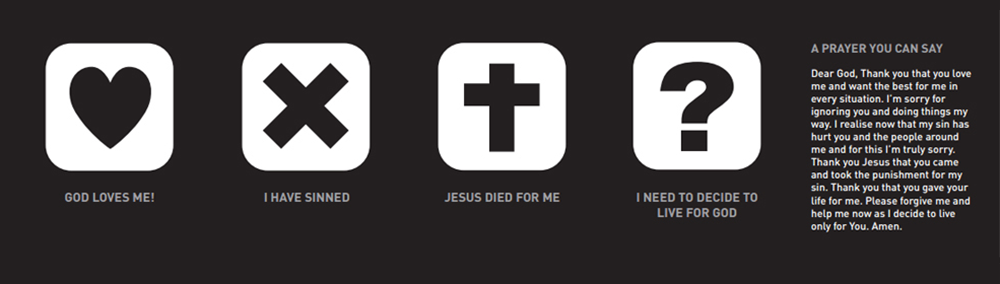 GOD LOVES ME!
I HAVE SINNED
JESUS DIED FOR ME
I NEED TO DECIDE TO
LIVE FOR GOD
A PRAYER YOU CAN SAY
Dear God, Thank you that you love
me and want the best for me in
every situation. I'm sorry for
ignoring you and doing things my
way. I realise now that my sin has
hurt you and the people around
me and for this I'm truly sorry.
Thank you Jesus that you came
and took the punishment for my
sin. Thank you that you gave your
life for me. Please forgive me and
help me now as I decide to live
only for You. Amen.